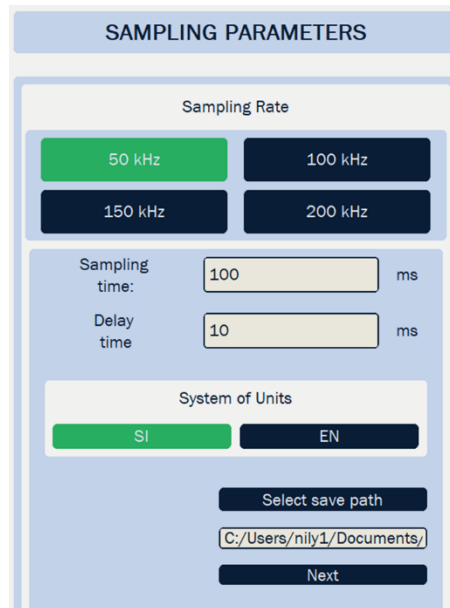 SAMPLING PARAMETERS
Sampling Rate
50 kHz
100 kHz
150 kHz
200 kHz
Sampling
time:
100
ms
Delay
time
10
ms
System of Units
SI
EN
Select save path
C:/Users/nily1/Documents/
Next